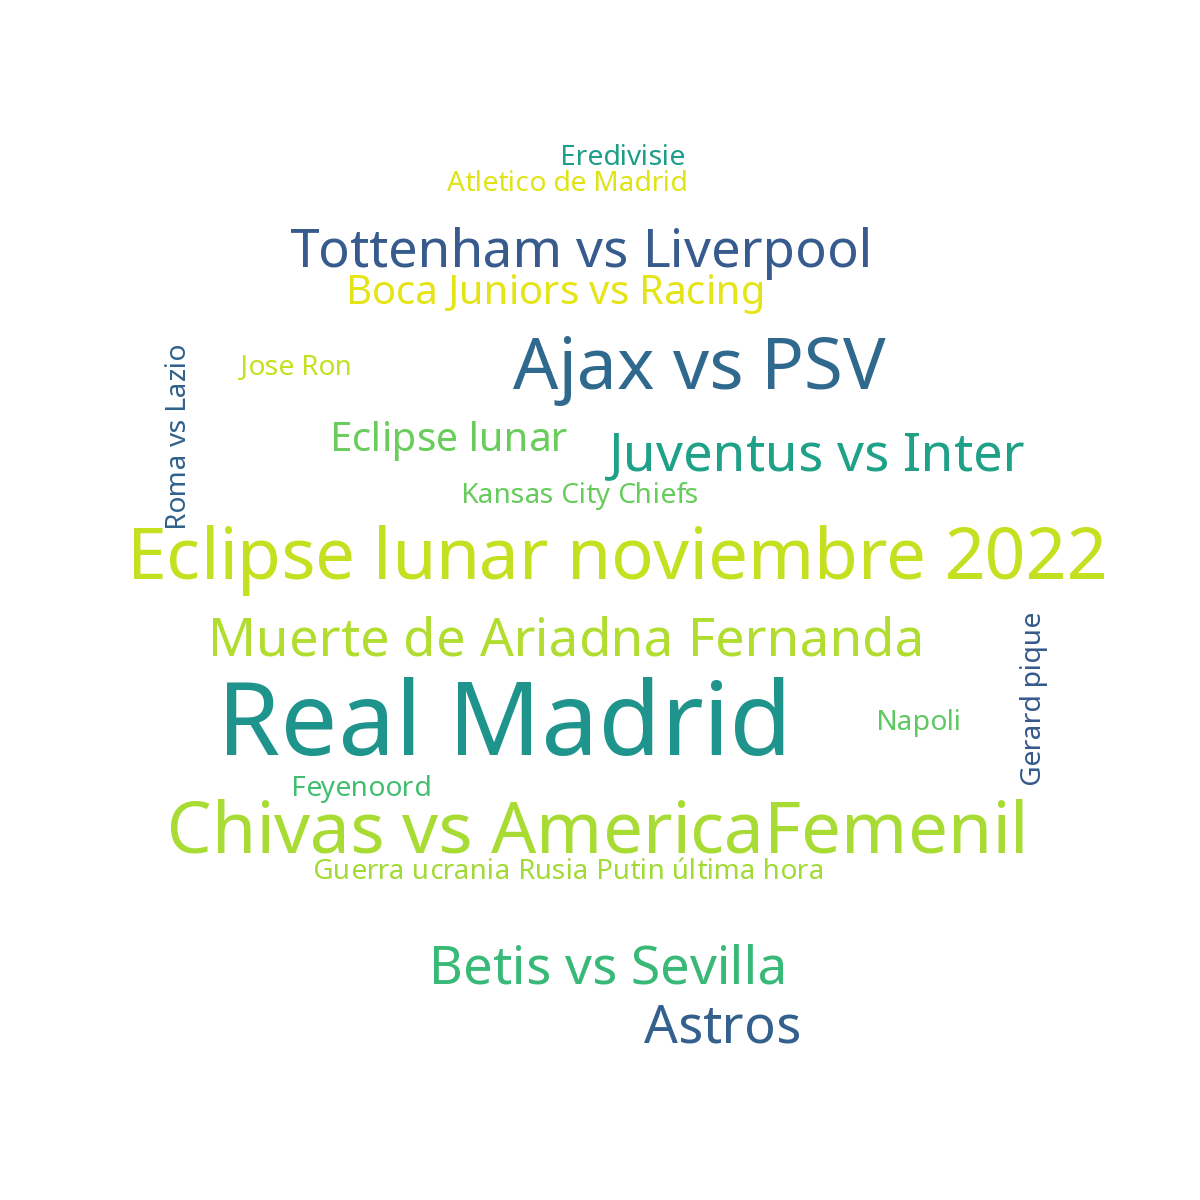 Eredivisie
Atletico de Madrid
Tottenham vs Liverpool
Boca Juniors vs Racing
Ajax vs PSV
Jose Ron
Roma vs Lazio
Eclipse lunar
Juventus vs Inter
Kansas City Chiefs
Eclipse lunar noviembre 2022
Muerte de Ariadna Fernanda
Gerard pique
Real Madrid
Napoli
Feyenoord
Chivas vs AmericaFemenil
Guerra ucrania Rusia Putin última hora
Betis vs Sevilla
Astros